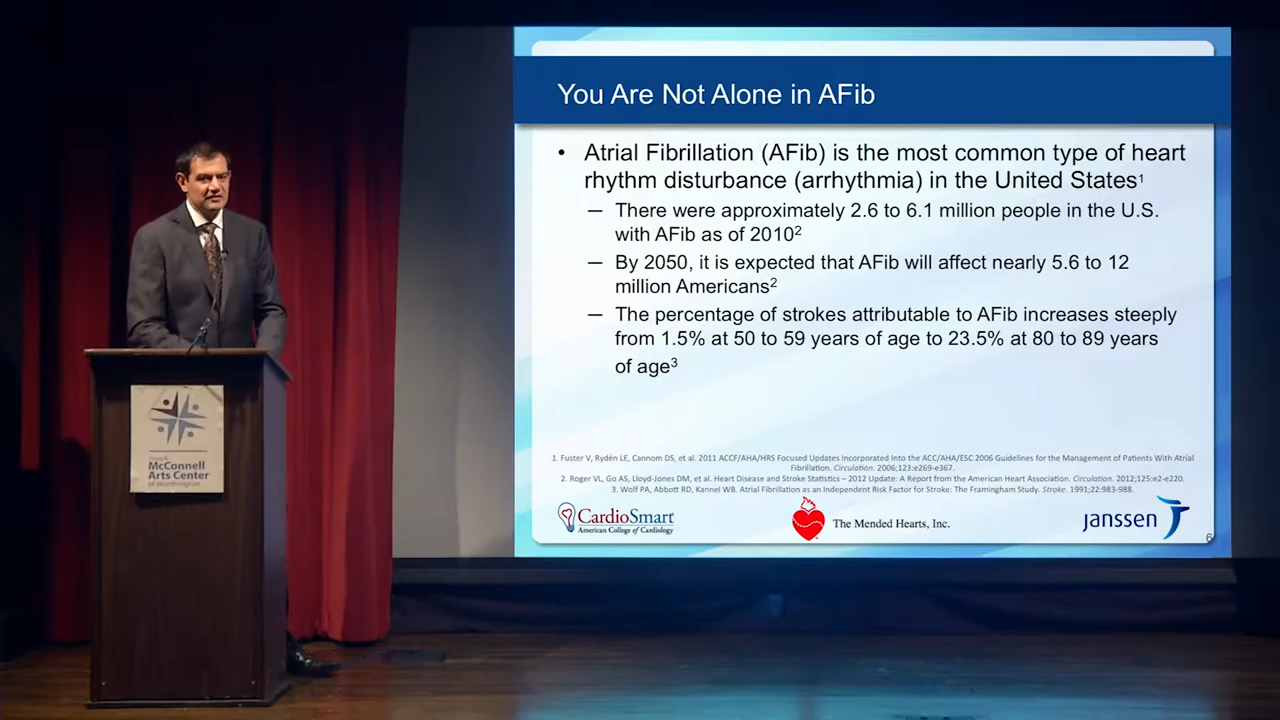 You Are Not Alone in AFib
• Atrial Fibrillation (AFib) is the most common type of heart
rhythm disturbance (arrhythmia) in the United States¹
— There were approximately 2.6 to 6.1 million people in the U.S.
with AFib as of 2010²
— By 2050, it is expected that AFib will affect nearly 5.6 to 12
million Americans²
— The percentage of strokes attributable to AFib increases steeply
from 1.5% at 50 to 59 years of age to 23.5% at 80 to 89 years
of age³
1. Fuster V, Rydén LE, Cannom DS, et al. 2011 ACCF/AHA/HRS Focused Updates Incorporated Into the ACC/AHA/ESC 2006 Guidelines for the Management of Patients With Atrial
Fibrillation. Circulation. 2006;123:e269-e367.
2. Roger VL, Go AS, Lloyd-Jones DM, et al. Heart Disease and Stroke Statistics – 2012 Update: A Report from the American Heart Association. Circulation. 2012;125:e2-e220.
3. Wolf PA, Abbott RD, Kannel WB. Atrial Fibrillation as an Independent Risk Factor for Stroke: The Framingham Study. Stroke. 1991;22:983-988.
CardioSmart
American College of Cardiology
The Mended Hearts, Inc.
janssen
6
McConnell
Arts Center
of Worthington